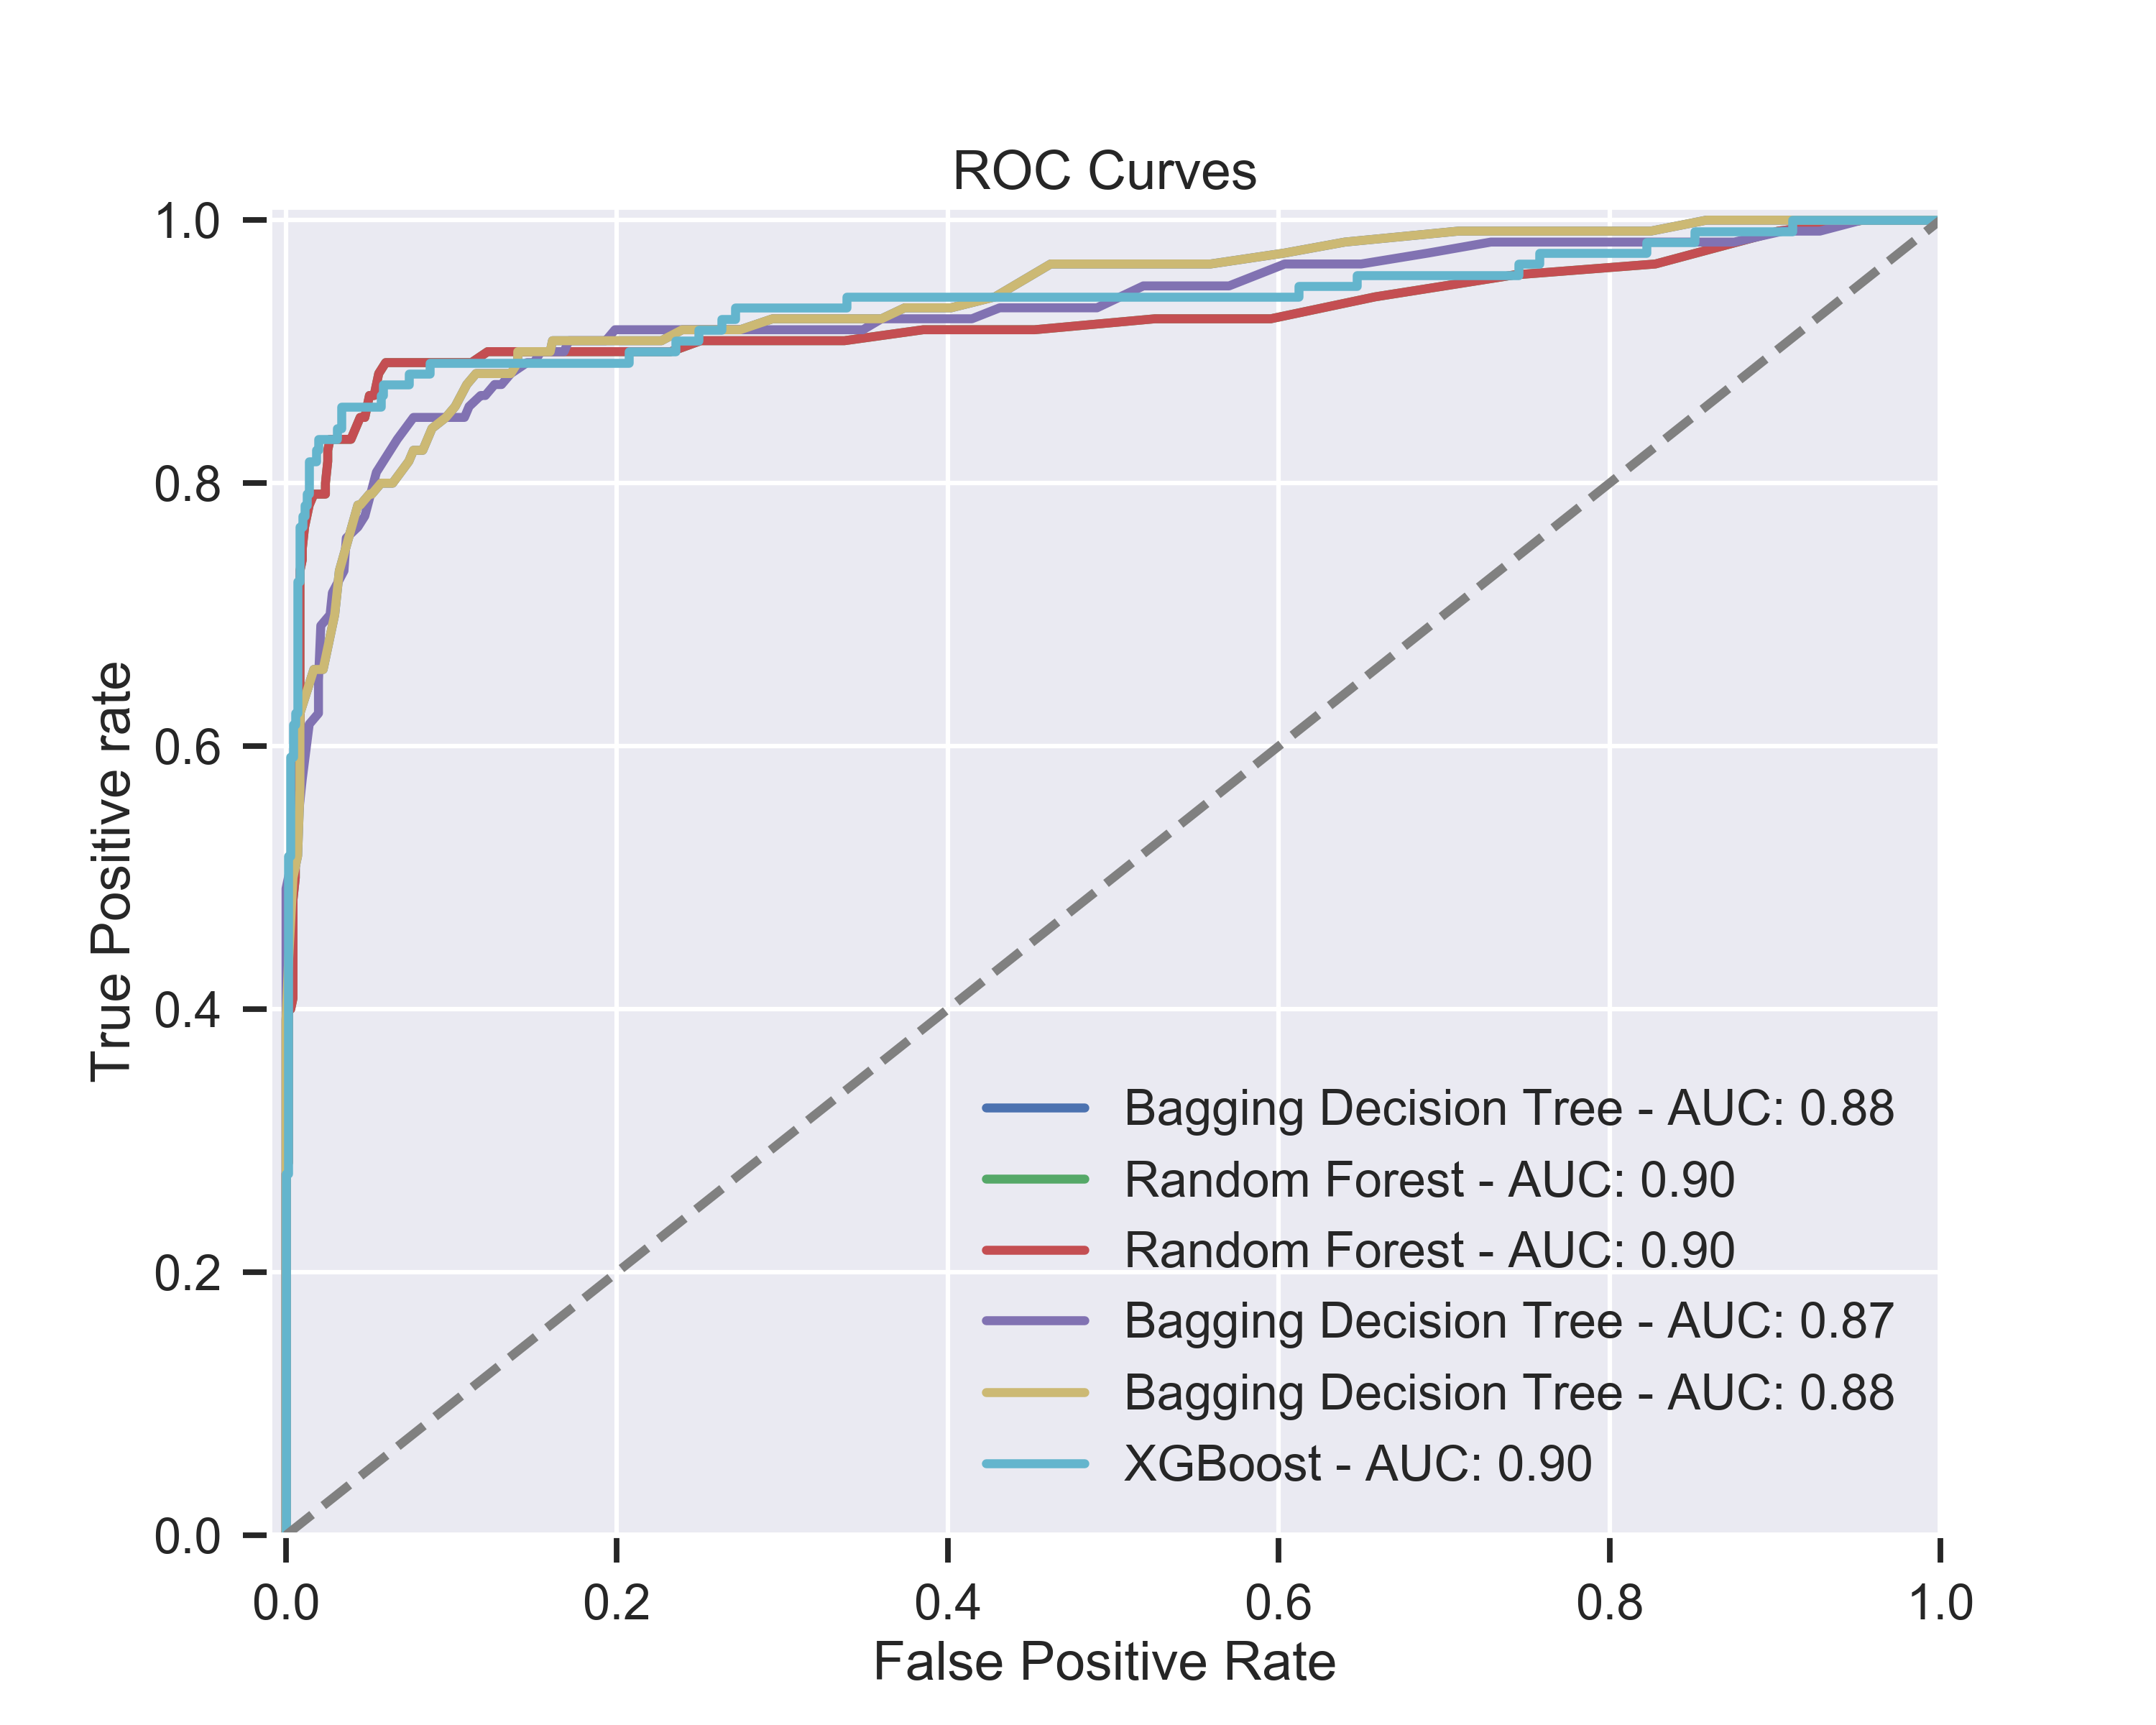 ROC Curves
1.0
0.8
0.6
0.4
0.2
0.0
True Positive rate
Bagging Decision Tree - AUC: 0.88
Random Forest - AUC: 0.90
Random Forest - AUC: 0.90
Bagging Decision Tree - AUC: 0.87
Bagging Decision Tree - AUC: 0.88
XGBoost - AUC: 0.90
0.0 0.2 0.4 0.6 0.8 1.0
False Positive Rate